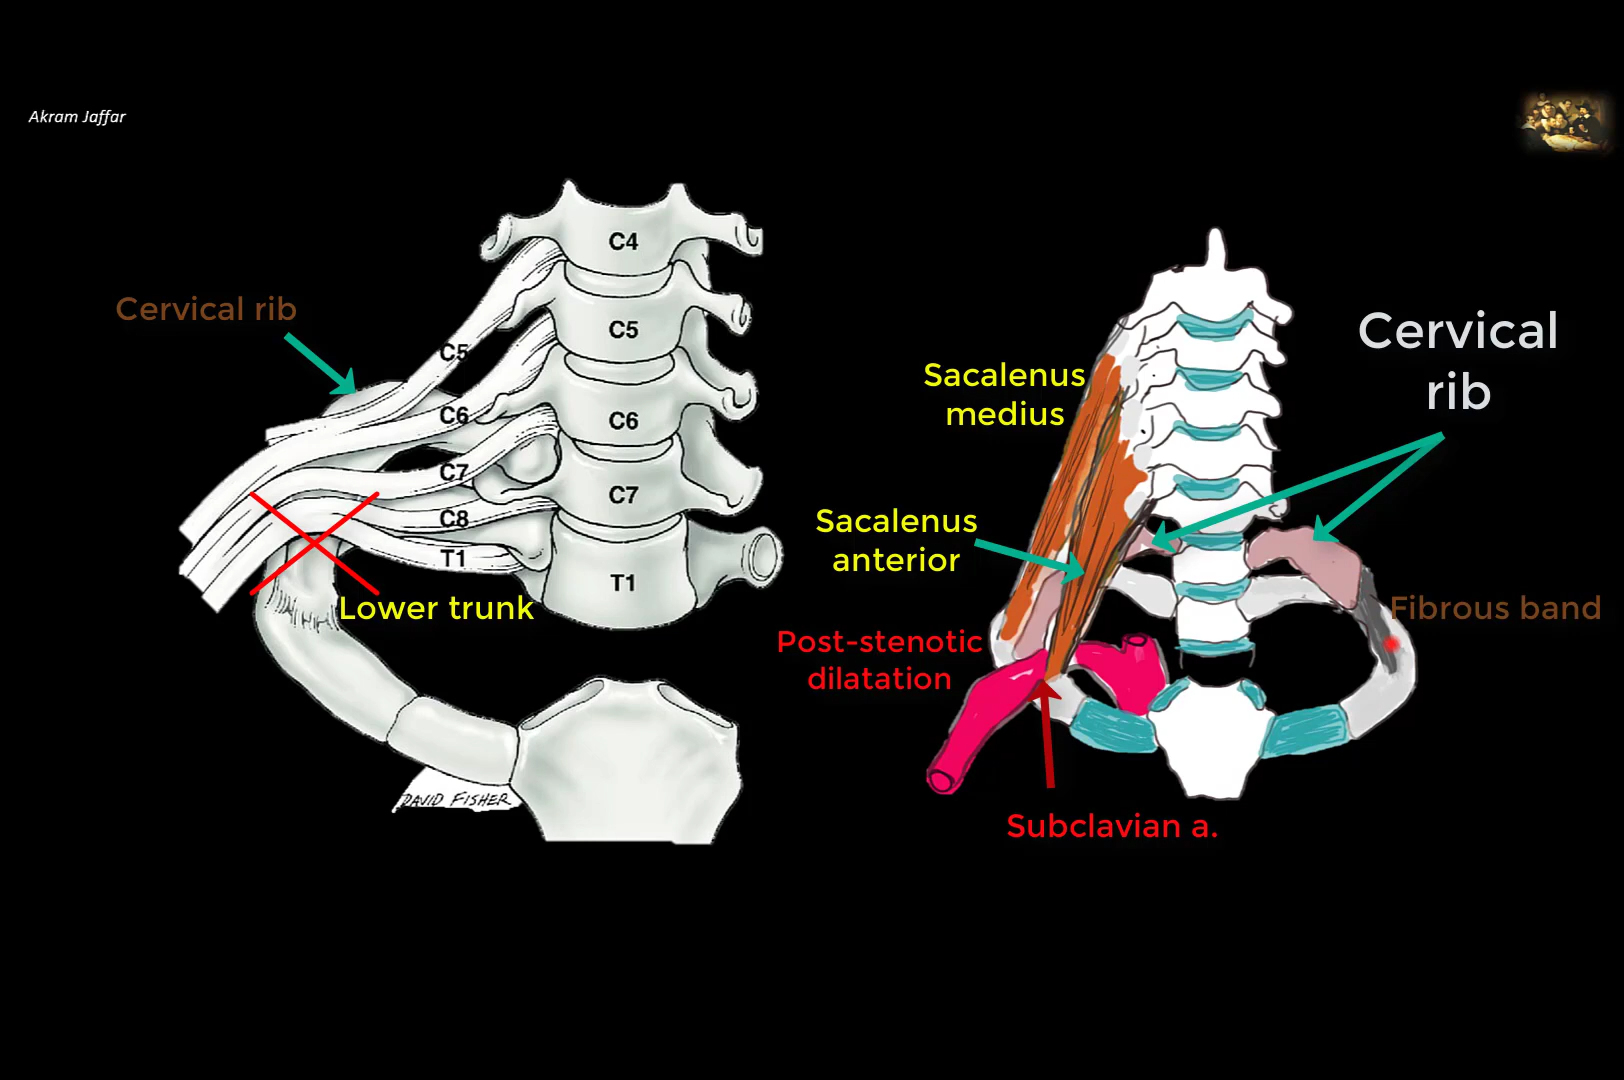 Akram Jaffar
C4
Cervical rib
C5
C5
C6
C6
C7
C7
C8
T1
T1
Lower trunk
DAVID FISHER
Cervical
rib
Sacalenus
medius
Sacalenus
anterior
Fibrous band
Post-stenotic
dilatation
Subclavian a.